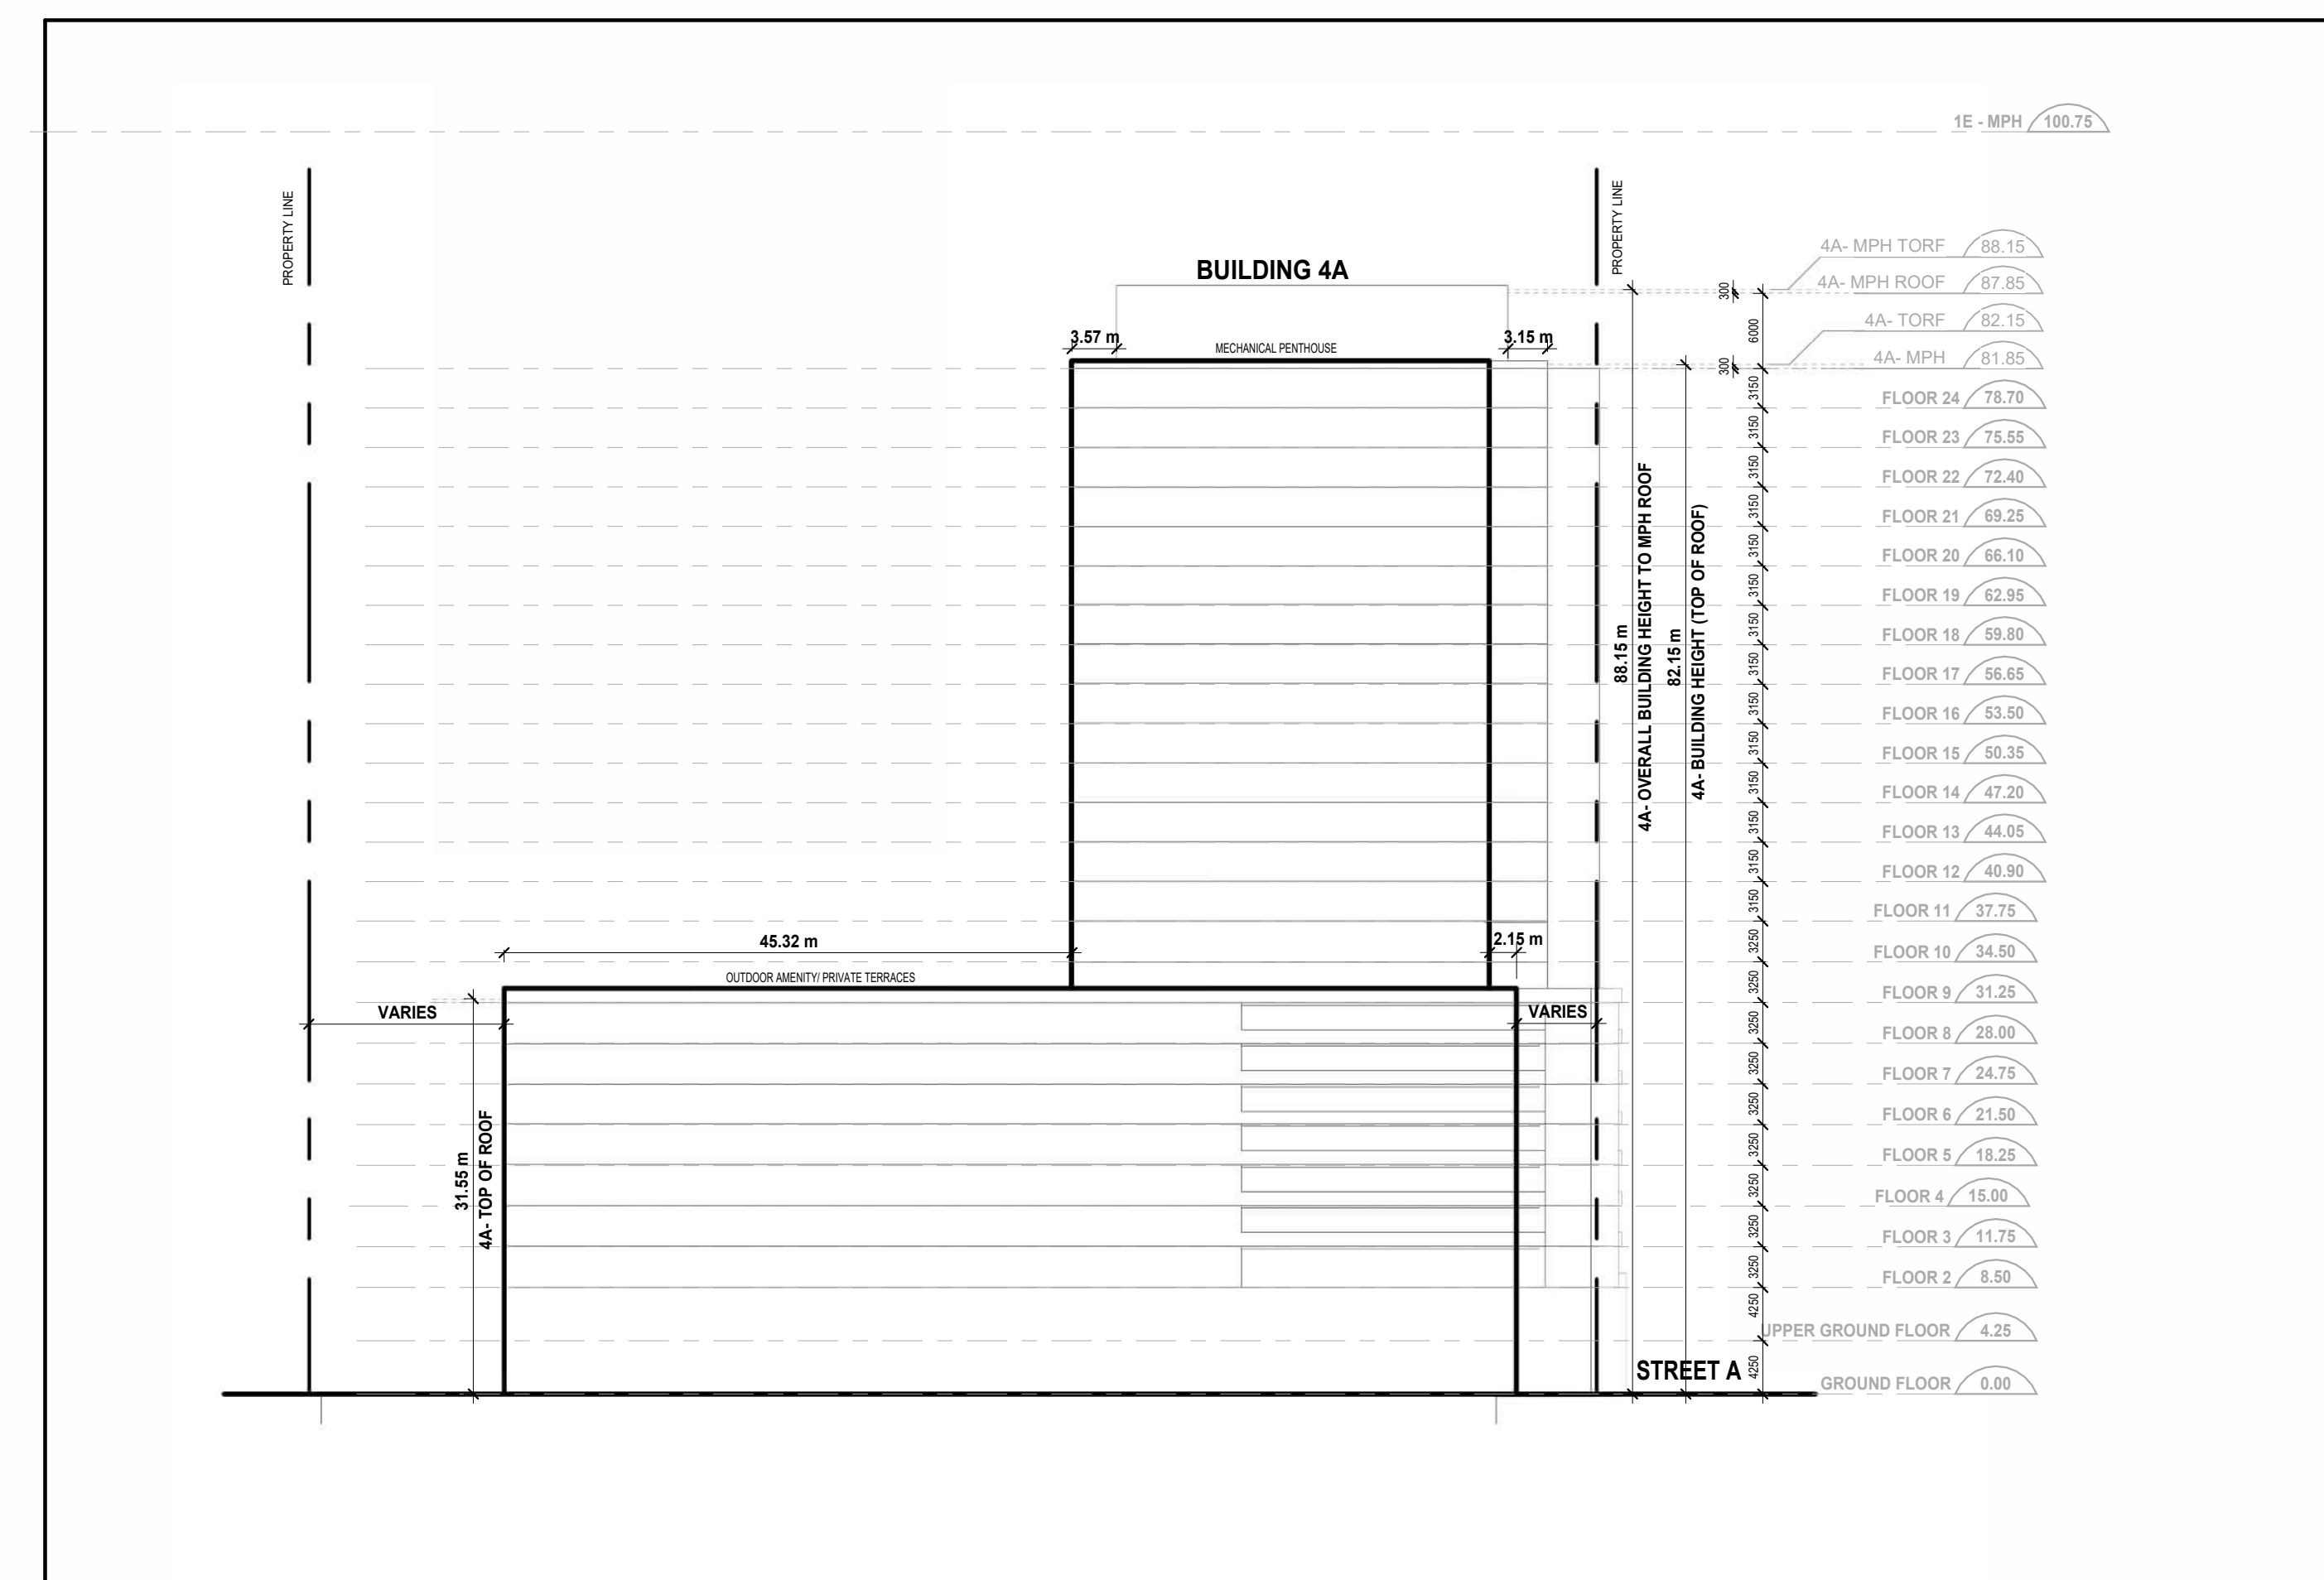 1E - MPH 100.75
PROPERTY LINE
PROPERTY LINE
4A- MPH TORF 88.15
BUILDING 4A
4A- MPH ROOF 87.85
300
4A- TORF 82.15
6000
3.57 m
3.15 m
MECHANICAL PENTHOUSE
4A- MPH 81.85
300
3150
FLOOR 24 78.70
3150
FLOOR 23 75.55
3150
FLOOR 22 72.40
3150
FLOOR 21 69.25
3150
FLOOR 20 66.10
3150
FLOOR 19 62.95
3150
FLOOR 18 59.80
3150
FLOOR 17 56.65
3150
FLOOR 16 53.50
3150
FLOOR 15 50.35
3150
FLOOR 14 47.20
3150
FLOOR 13 44.05
3150
FLOOR 12 40.90
3150
FLOOR 11 37.75
3250
FLOOR 10 34.50
3250
FLOOR 9 31.25
3250
FLOOR 8 28.00
3250
FLOOR 7 24.75
3250
FLOOR 6 21.50
3250
FLOOR 5 18.25
3250
FLOOR 4 15.00
3250
FLOOR 3 11.75
3250
FLOOR 2 8.50
4250
UPPER GROUND FLOOR 4.25
4250
GROUND FLOOR 0.00
88.15 m
4A- OVERALL BUILDING HEIGHT TO MPH ROOF
82.15 m
4A- BUILDING HEIGHT (TOP OF ROOF)
45.32 m
2.15 m
OUTDOOR AMENITY/ PRIVATE TERRACES
VARIES
VARIES
31.55 m
4A- TOP OF ROOF
STREET A